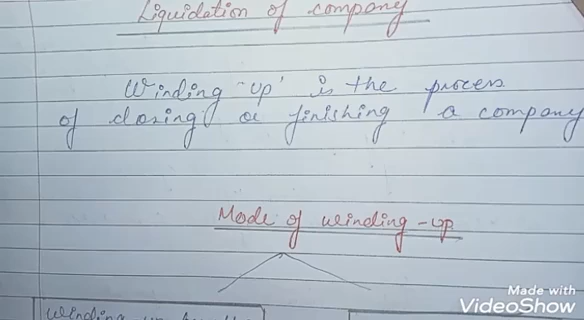 Liquidation of company
Winding-up' is the process
of closing or finishing a company
Mode of winding-up
winding
Made with
VideoShow